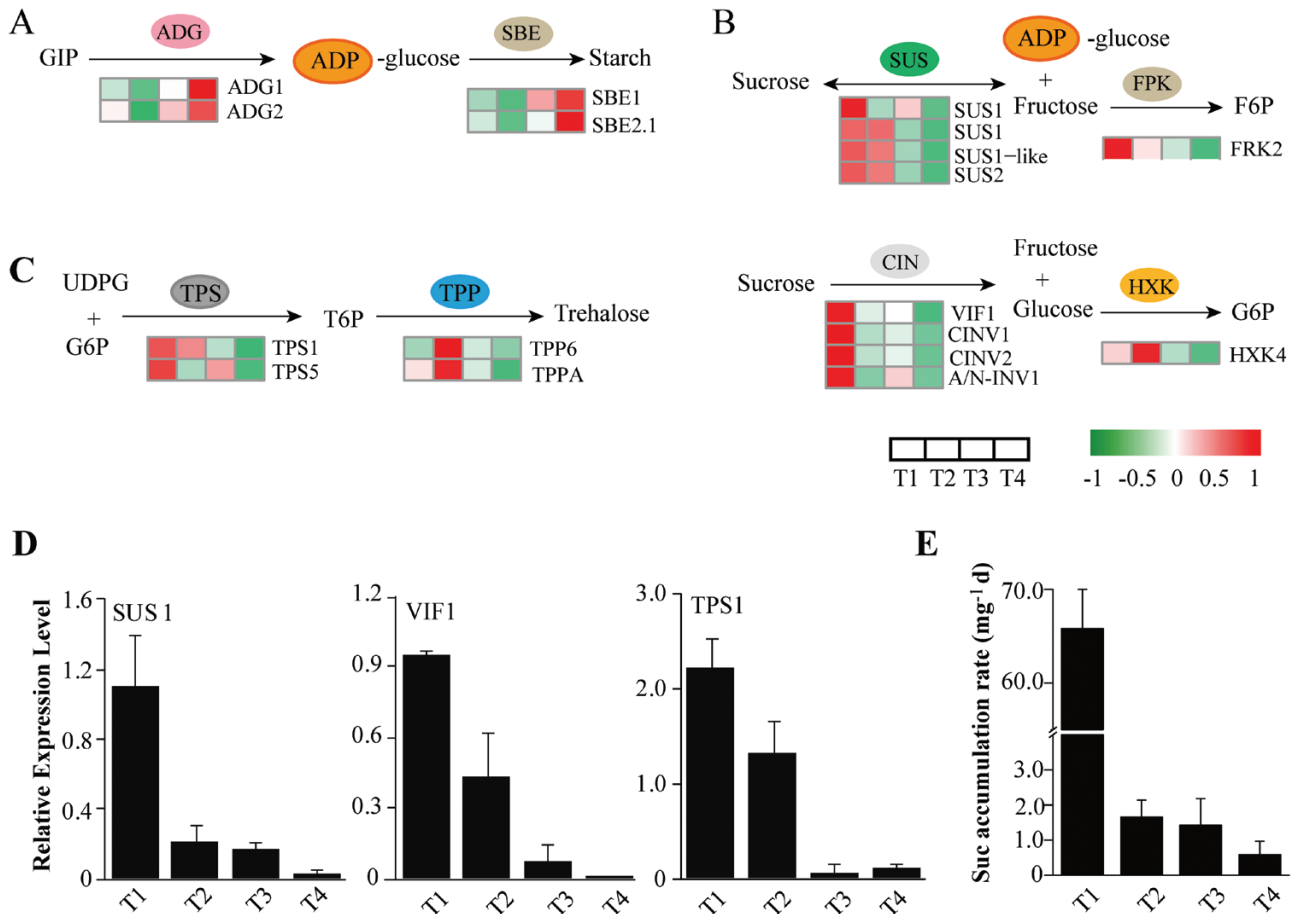 A
GIP
ADG
ADP
-glucose
SBE
Starch
ADG1
ADG2
SBE1
SBE2.1
B
Sucrose
SUS
ADP
-glucose
+
Fructose
FPK
F6P
SUS1
SUS1
SUS1-like
SUS2
FRK2
Sucrose
CIN
Fructose
+
Glucose
HXK
G6P
VIF1
CINV1
CINV2
A/N-INV1
HXK4
C
UDPG
+
G6P
TPS
T6P
TPP
Trehalose
TPS1
TPS5
TPP6
TPPA
T1 T2 T3 T4
-1 -0.5 0 0.5 1
D
Relative Expression Level
SUS 1
1.6
1.2
0.8
0.4
0
T1 T2 T3 T4
VIF1
1.2
0.9
0.6
0.3
0
T1 T2 T3 T4
TPS1
3.0
2.0
1.0
0
T1 T2 T3 T4
E
Suc accumulation rate (mg-1 d)
70.0
60.0
3.0
2.0
1.0
0
T1 T2 T3 T4